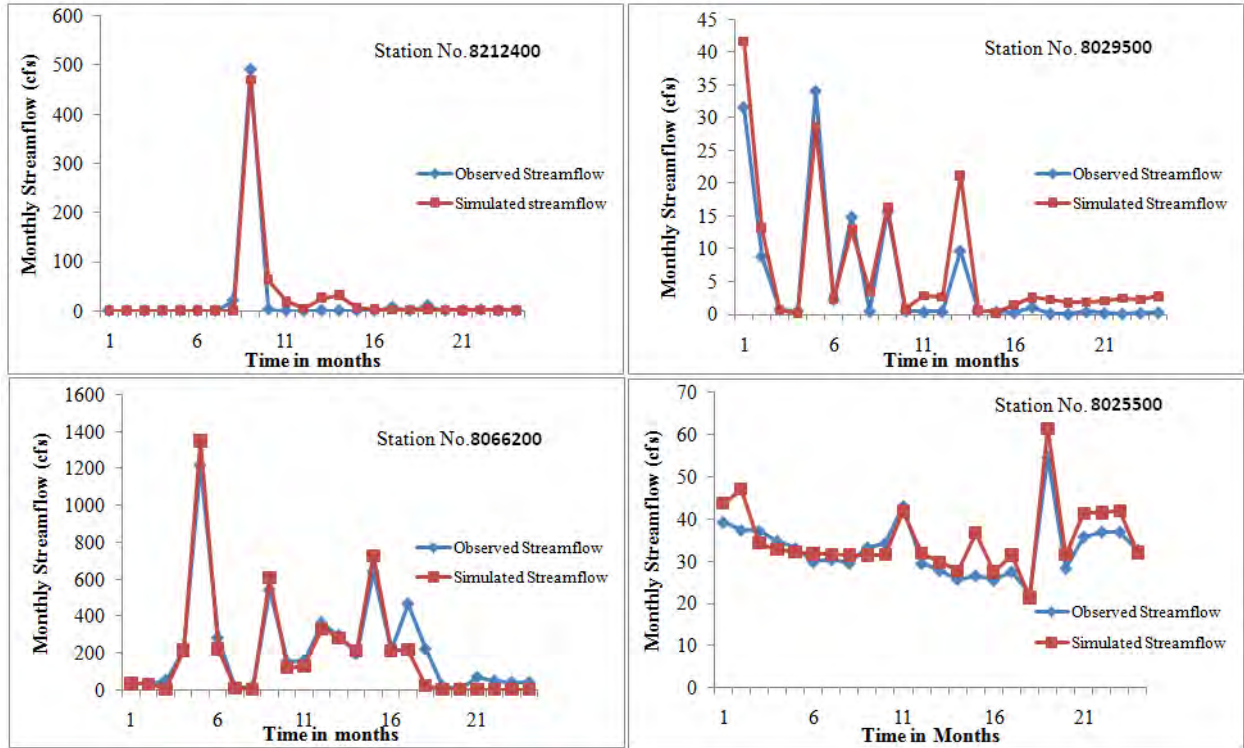 600
500
400
300
200
100
0
Monthly Streamflow (cfs)
Station No. 8212400
Observed Streamflow
Simulated streamflow
1 6 11 16 21
Time in months
45
40
35
30
25
20
15
10
5
0
Monthly Streamflow (cfs)
Station No. 8029500
Observed Streamflow
Simulated Streamflow
1 6 11 16 21
Time in months
1600
1400
1200
1000
800
600
400
200
0
Monthly Streamflow (cfs)
Station No. 8066200
Observed Streamflow
Simulated Streamflow
1 6 11 16 21
Time in months
70
60
50
40
30
20
10
0
Monthly Streamflow (cfs)
Station No. 8025500
Observed Streamflow
Simulated Streamflow
1 6 11 16 21
Time in Months